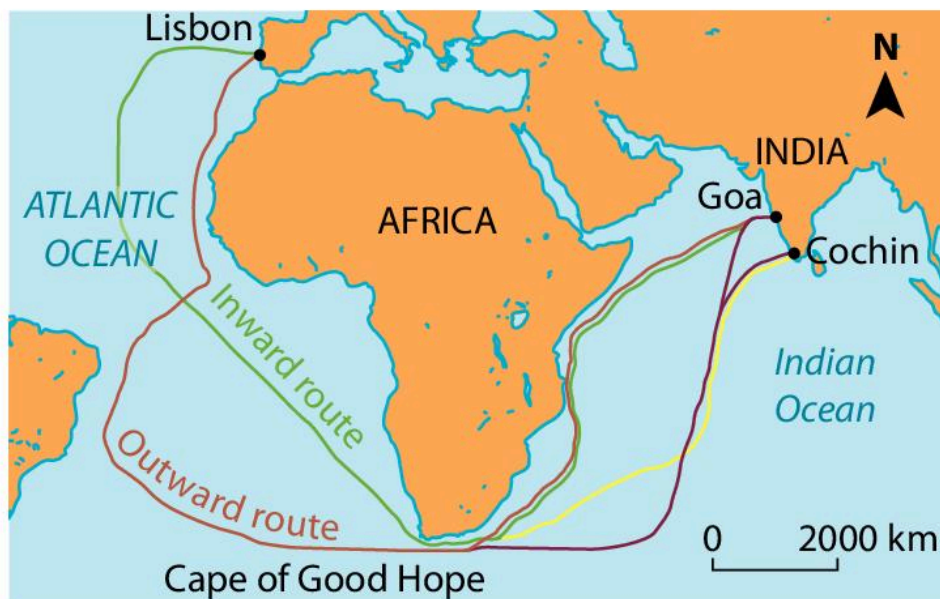 Lisbon
N
INDIA
Goa
ATLANTIC
OCEAN
AFRICA
Cochin
Inward route
Indian
Ocean
Outward route
0 2000 km
Cape of Good Hope